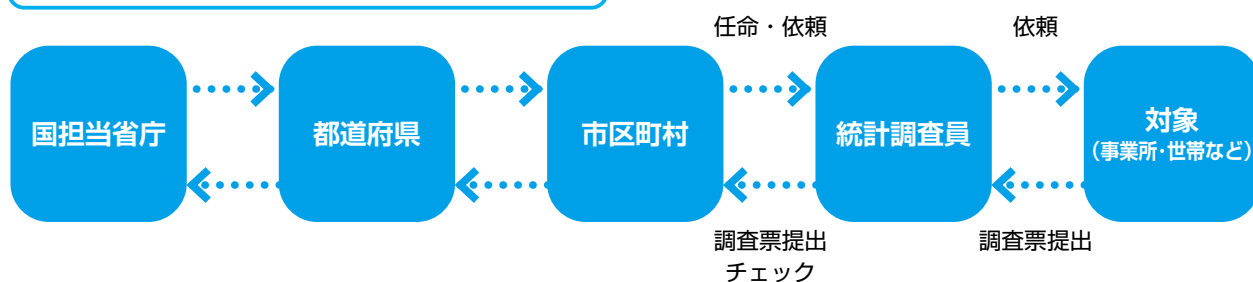 任命・依頼
依頼
国担当省庁
都道府県
市区町村
統計調査員
対象
（事業所・世帯など）
調査票提出
チェック
調査票提出